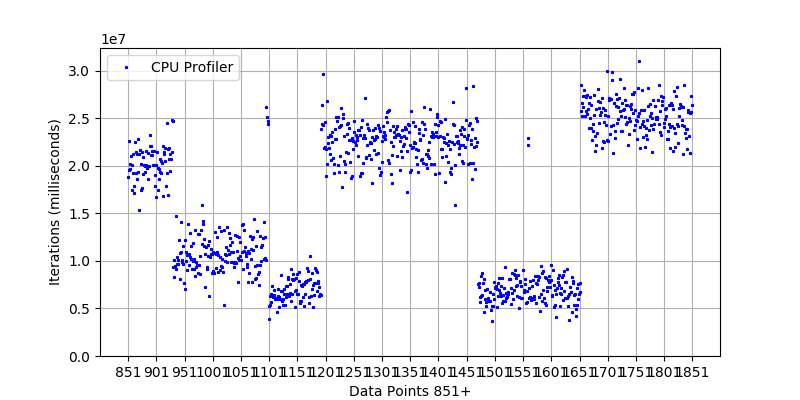 1e7
CPU Profiler
3.0
2.5
2.0
1.5
1.0
0.5
0.0
Iterations (milliseconds)
851 901 951 1001 1051 1101 1151 1201 1251 1301 1351 1401 1451 1501 1551 1601 1651 1701 1751 1801 1851
Data Points 851+